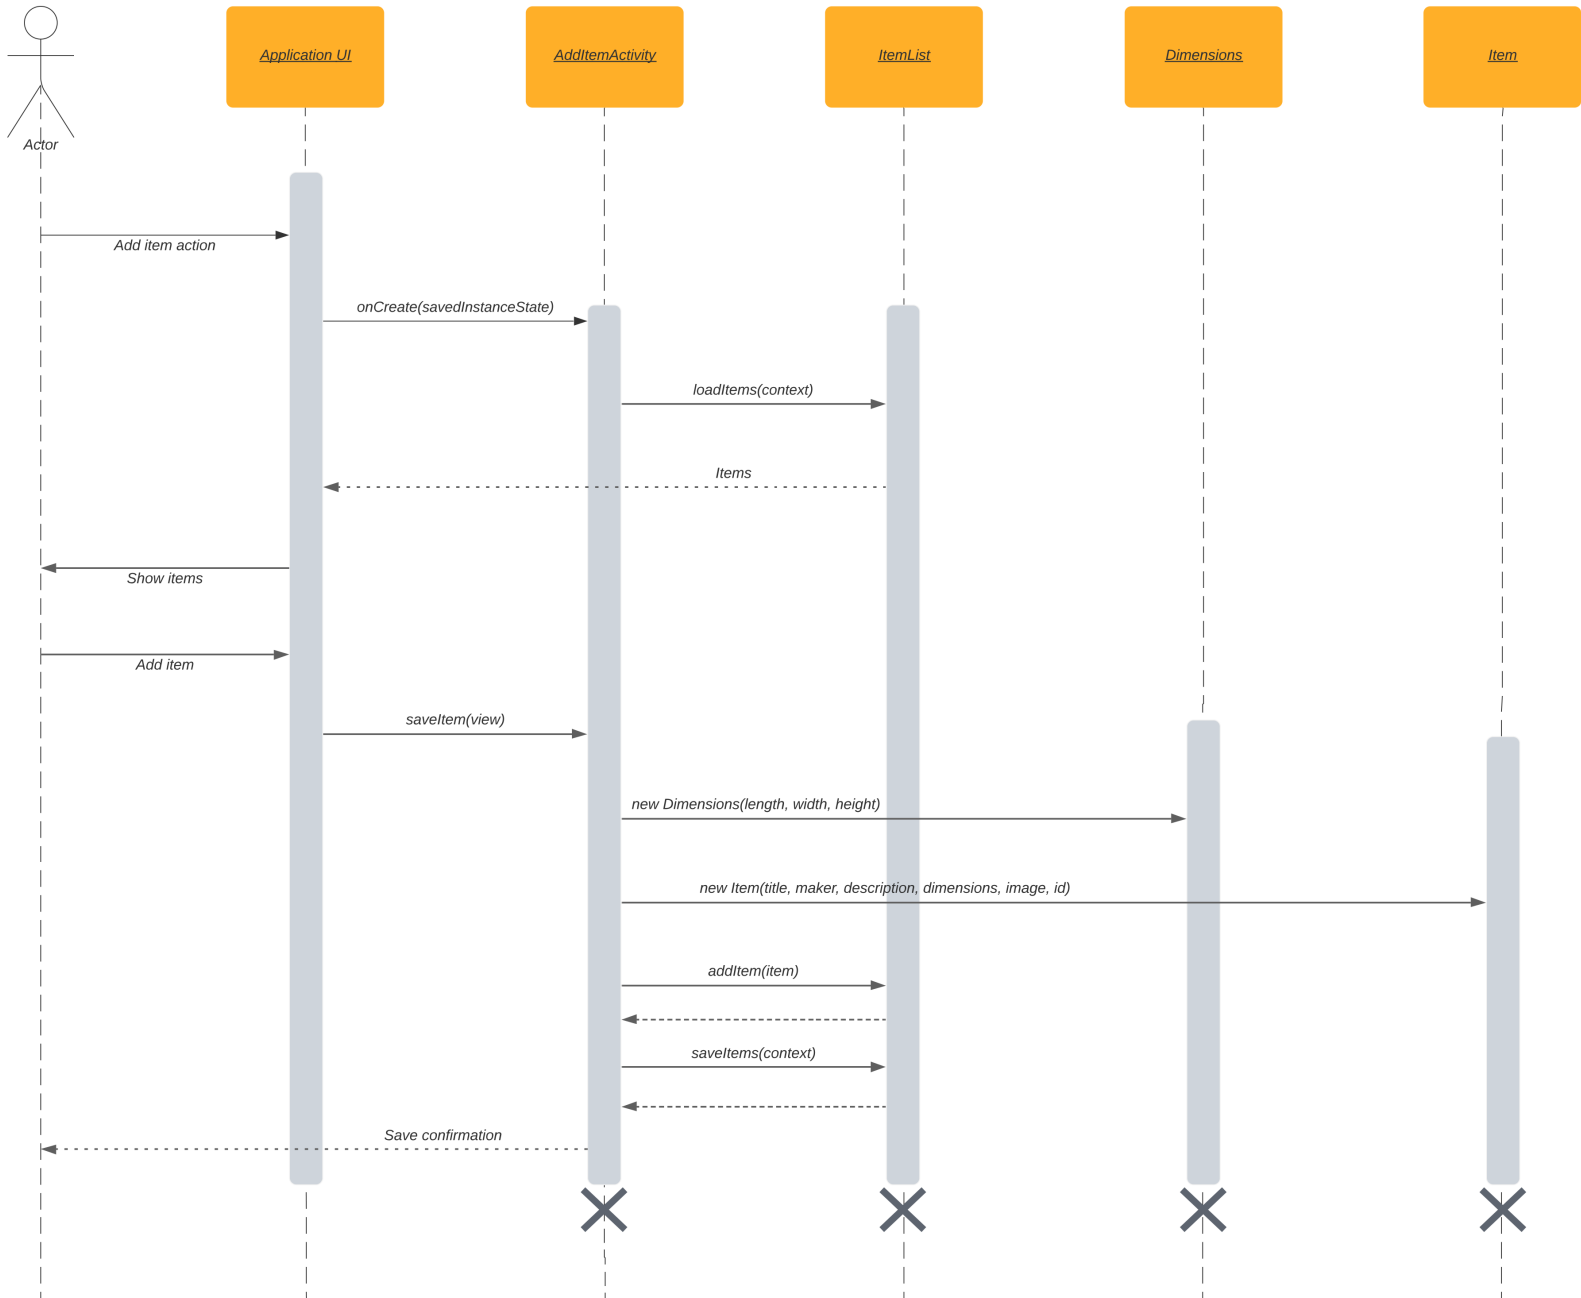 Application UI
AddItemActivity
ItemList
Dimensions
Item
Actor
Add item action
onCreate(savedInstanceState)
loadItems(context)
Items
Show items
Add item
saveItem(view)
new Dimensions(length, width, height)
new Item(title, maker, description, dimensions, image, id)
addItem(item)
saveItems(context)
Save confirmation